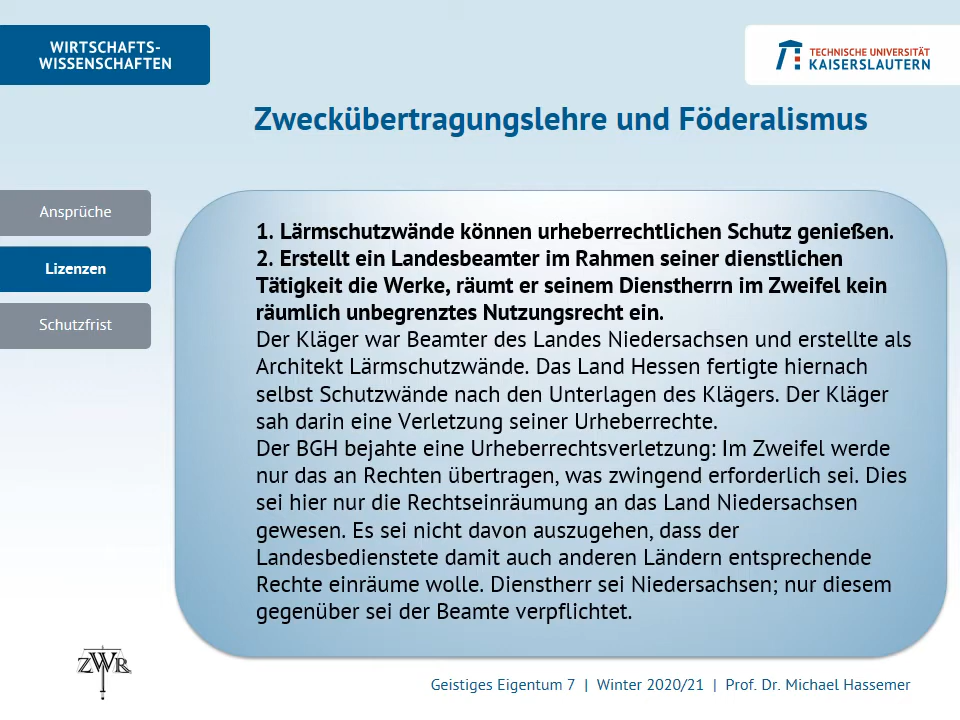 WIRTSCHAFTS-
WISSENSCHAFTEN
TECHNISCHE UNIVERSITÄT
KAISERSLAUTERN
Zweckübertragungslehre und Föderalismus
Ansprüche
Lizenzen
Schutzfrist
1. Lärmschutzwände können urheberrechtlichen Schutz genießen.
2. Erstellt ein Landesbeamter im Rahmen seiner dienstlichen
Tätigkeit die Werke, räumt er seinem Dienstherrn im Zweifel kein
räumlich unbegrenztes Nutzungsrecht ein.
Der Kläger war Beamter des Landes Niedersachsen und erstellte als
Architekt Lärmschutzwände. Das Land Hessen fertigte hiernach
selbst Schutzwände nach den Unterlagen des Klägers. Der Kläger
sah darin eine Verletzung seiner Urheberrechte.
Der BGH bejahte eine Urheberrechtsverletzung: Im Zweifel werde
nur das an Rechten übertragen, was zwingend erforderlich sei. Dies
sei hier nur die Rechtseinräumung an das Land Niedersachsen
gewesen. Es sei nicht davon auszugehen, dass der
Landesbedienstete damit auch anderen Ländern entsprechende
Rechte einräume wolle. Dienstherr sei Niedersachsen; nur diesem
gegenüber sei der Beamte verpflichtet.
ZWR
Geistiges Eigentum 7 | Winter 2020/21 | Prof. Dr. Michael Hassemer